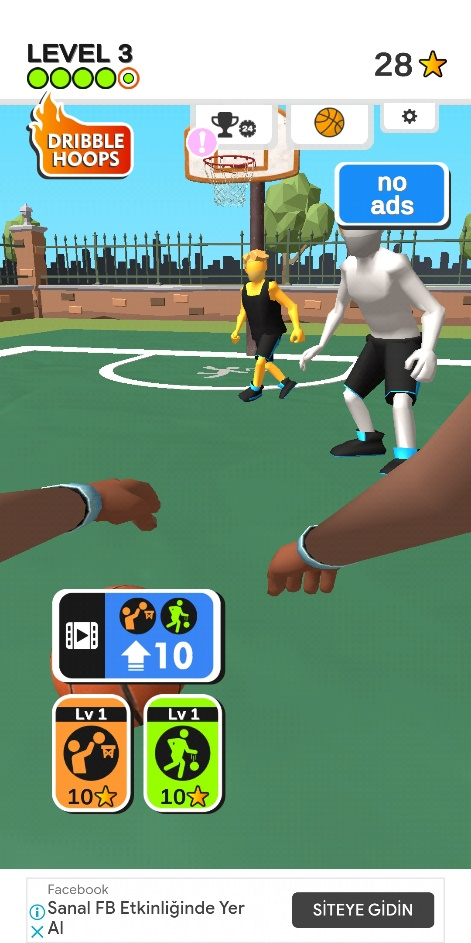 LEVEL 3
28
DRIBBLE
HOOPS
24
!
no
ads
10
Lv 1
Lv 1
10
10
Facebook
Sanal FB Etkinliğinde Yer
Al
SİTEYE GİDİN